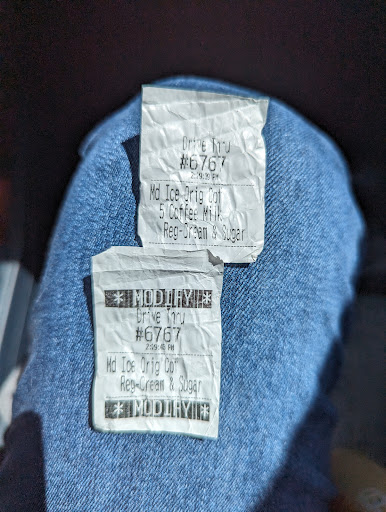 Drive Thru
#6767
Md Ice Orig Cof
5 Coffee Milk
Reg-Cream & Sugar
* MODIFY *
Drive Thru
#6767
Md Ice Orig Cof
Reg-Cream & Sugar